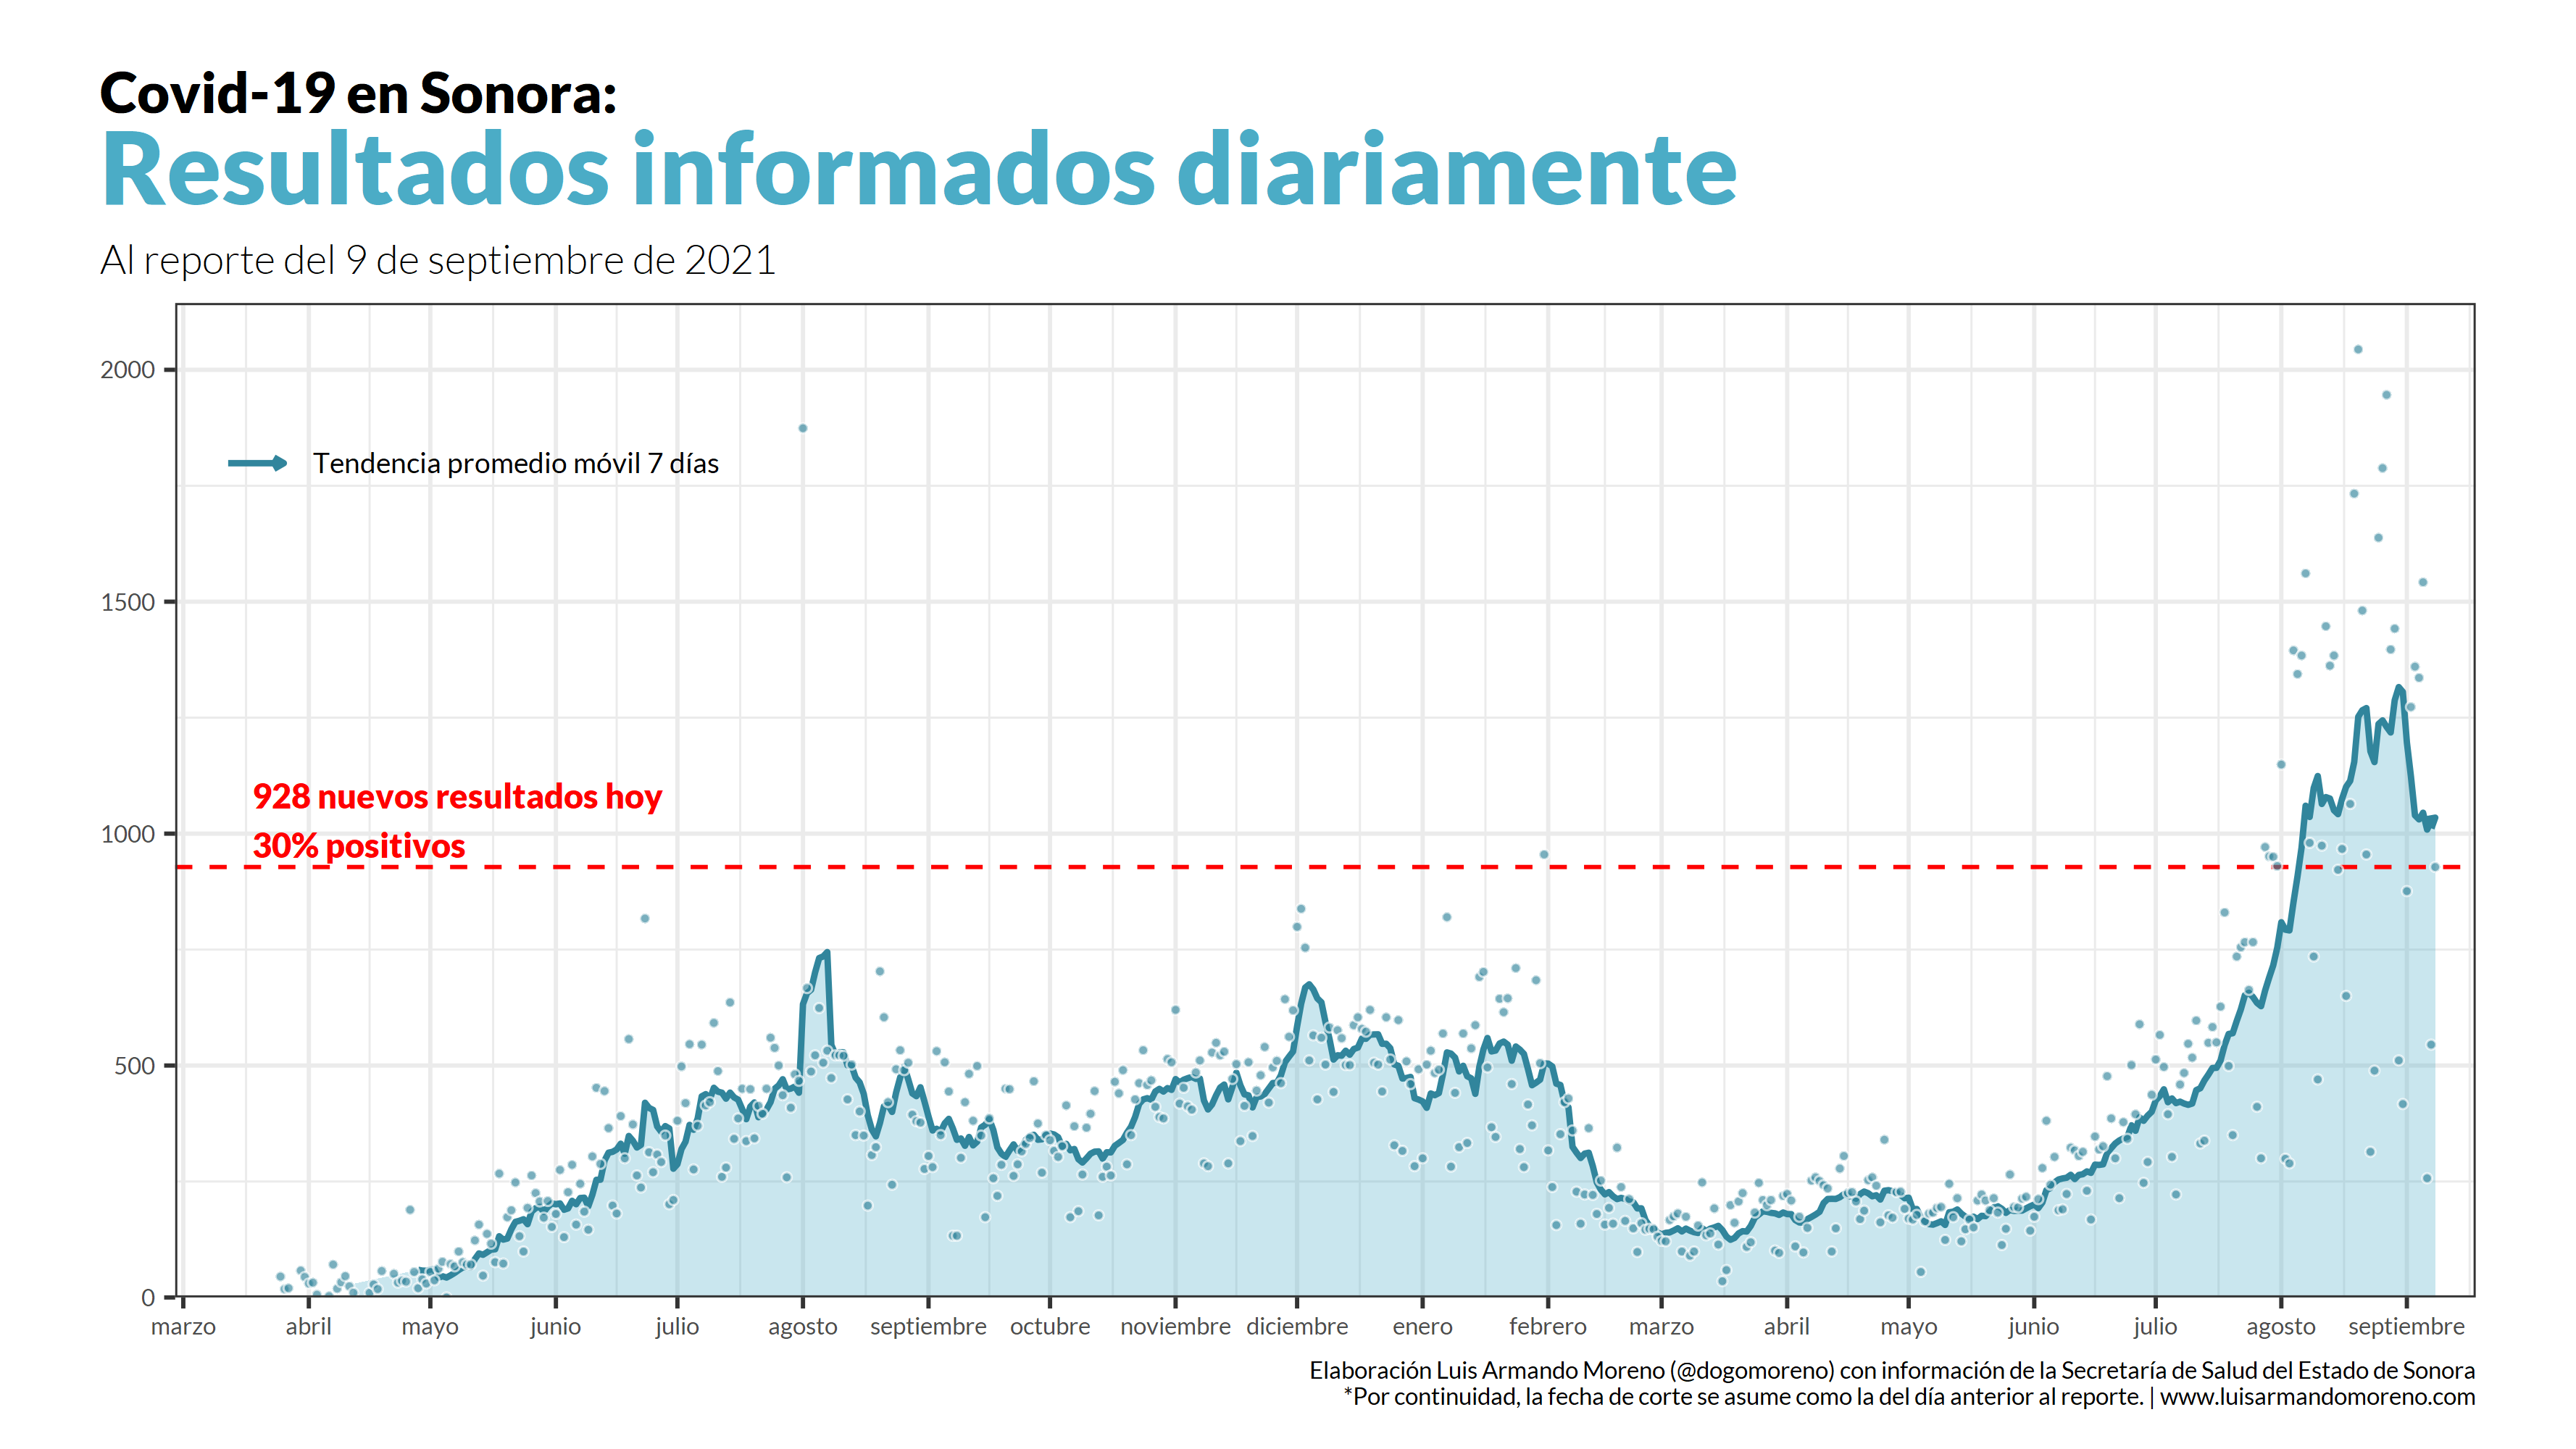 Covid-19 en Sonora:
Resultados informados diariamente
Al reporte del 9 de septiembre de 2021
2000
Tendencia promedio móvil 7 días
1500
928 nuevos resultados hoy
1000
30% positivos
500
0
marzo abril mayo junio julio agosto septiembre octubre noviembre diciembre enero febrero marzo abril mayo junio julio agosto septiembre
Elaboración Luis Armando Moreno (@dogomoreno) con información de la Secretaría de Salud del Estado de Sonora
*Por continuidad, la fecha de corte se asume como la del día anterior al reporte. | www.luisarmandomoreno.com